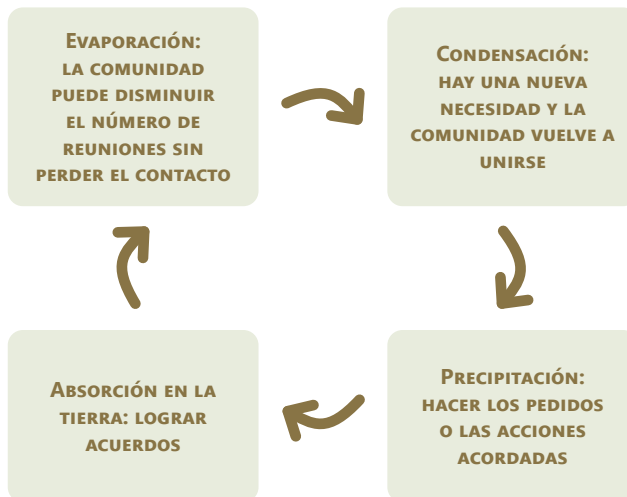 Evaporación:
la comunidad
puede disminuir
el número de
reuniones sin
perder el contacto
Condensación:
hay una nueva
necesidad y la
comunidad vuelve a
unirse
Precipitación:
hacer los pedidos
o las acciones
acordadas
Absorción en la
tierra: lograr
acuerdos